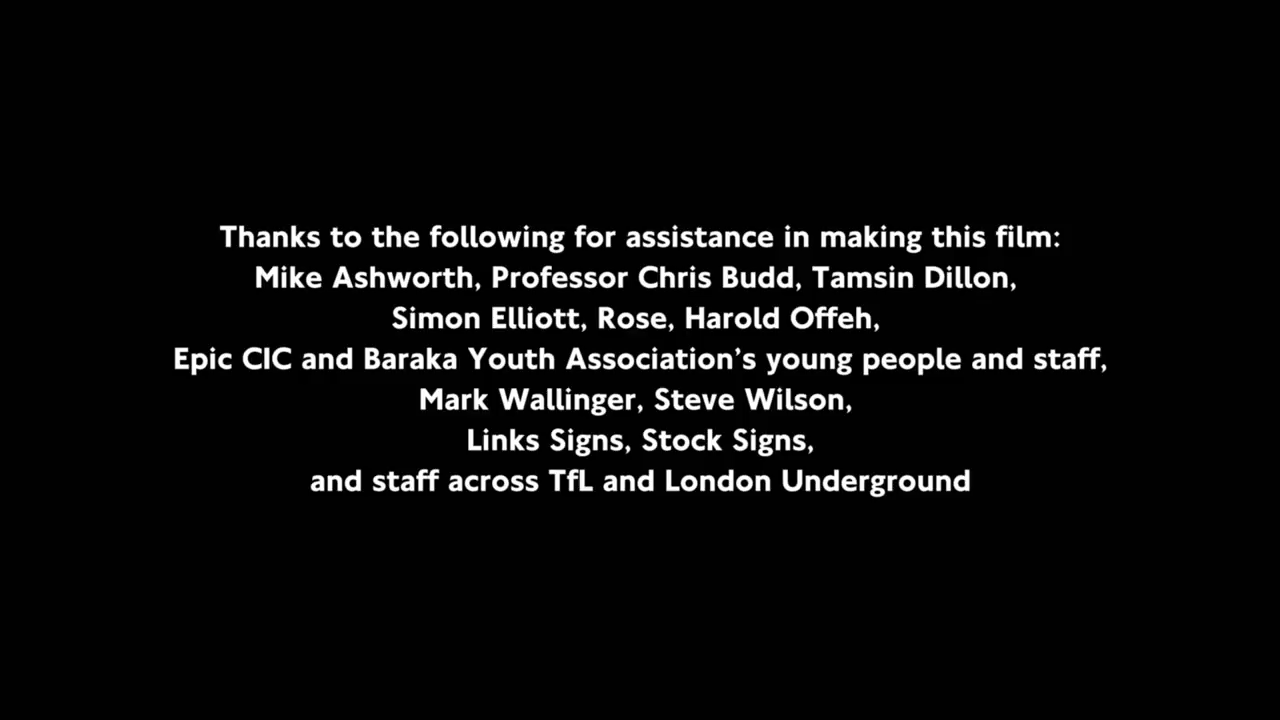 Thanks to the following for assistance in making this film:
Mike Ashworth, Professor Chris Budd, Tamsin Dillon,
Simon Elliott, Rose, Harold Offeh,
Epic CIC and Baraka Youth Association’s young people and staff,
Mark Wallinger, Steve Wilson,
Links Signs, Stock Signs,
and staff across TfL and London Underground